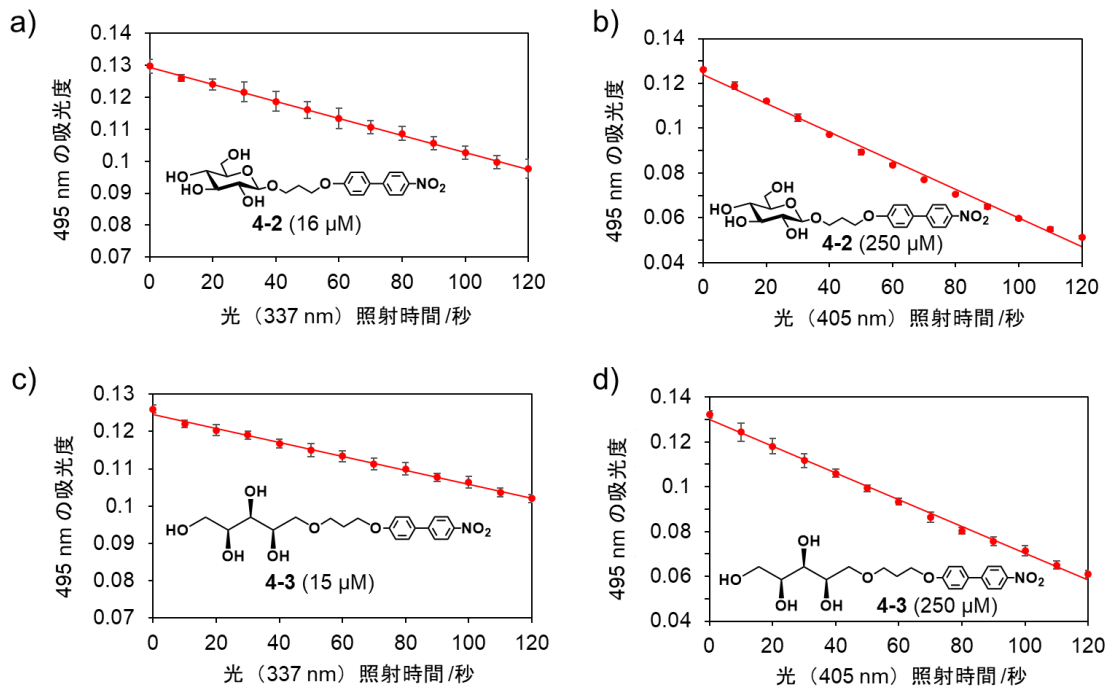 a)
0.14
0.13
0.12
0.11
0.1
0.09
0.08
0.07
495 nm の吸光度
OH
HO
HO
OH
O
O
O
NO2
4-2 (16 μM)
0 20 40 60 80 100 120
光（337 nm）照射時間/秒
b)
0.14
0.12
0.1
0.08
0.06
0.04
495 nm の吸光度
OH
HO
HO
OH
O
O
O
NO2
4-2 (250 μM)
0 20 40 60 80 100 120
光（405 nm）照射時間/秒
c)
0.13
0.12
0.11
0.1
0.09
0.08
0.07
495 nm の吸光度
OH
HO
O
O
NO2
OH OH
4-3 (15 μM)
0 20 40 60 80 100 120
光（337 nm）照射時間/秒
d)
0.14
0.12
0.1
0.08
0.06
0.04
495 nm の吸光度
OH
HO
O
O
NO2
OH OH
4-3 (250 μM)
0 20 40 60 80 100 120
光（405 nm）照射時間/秒